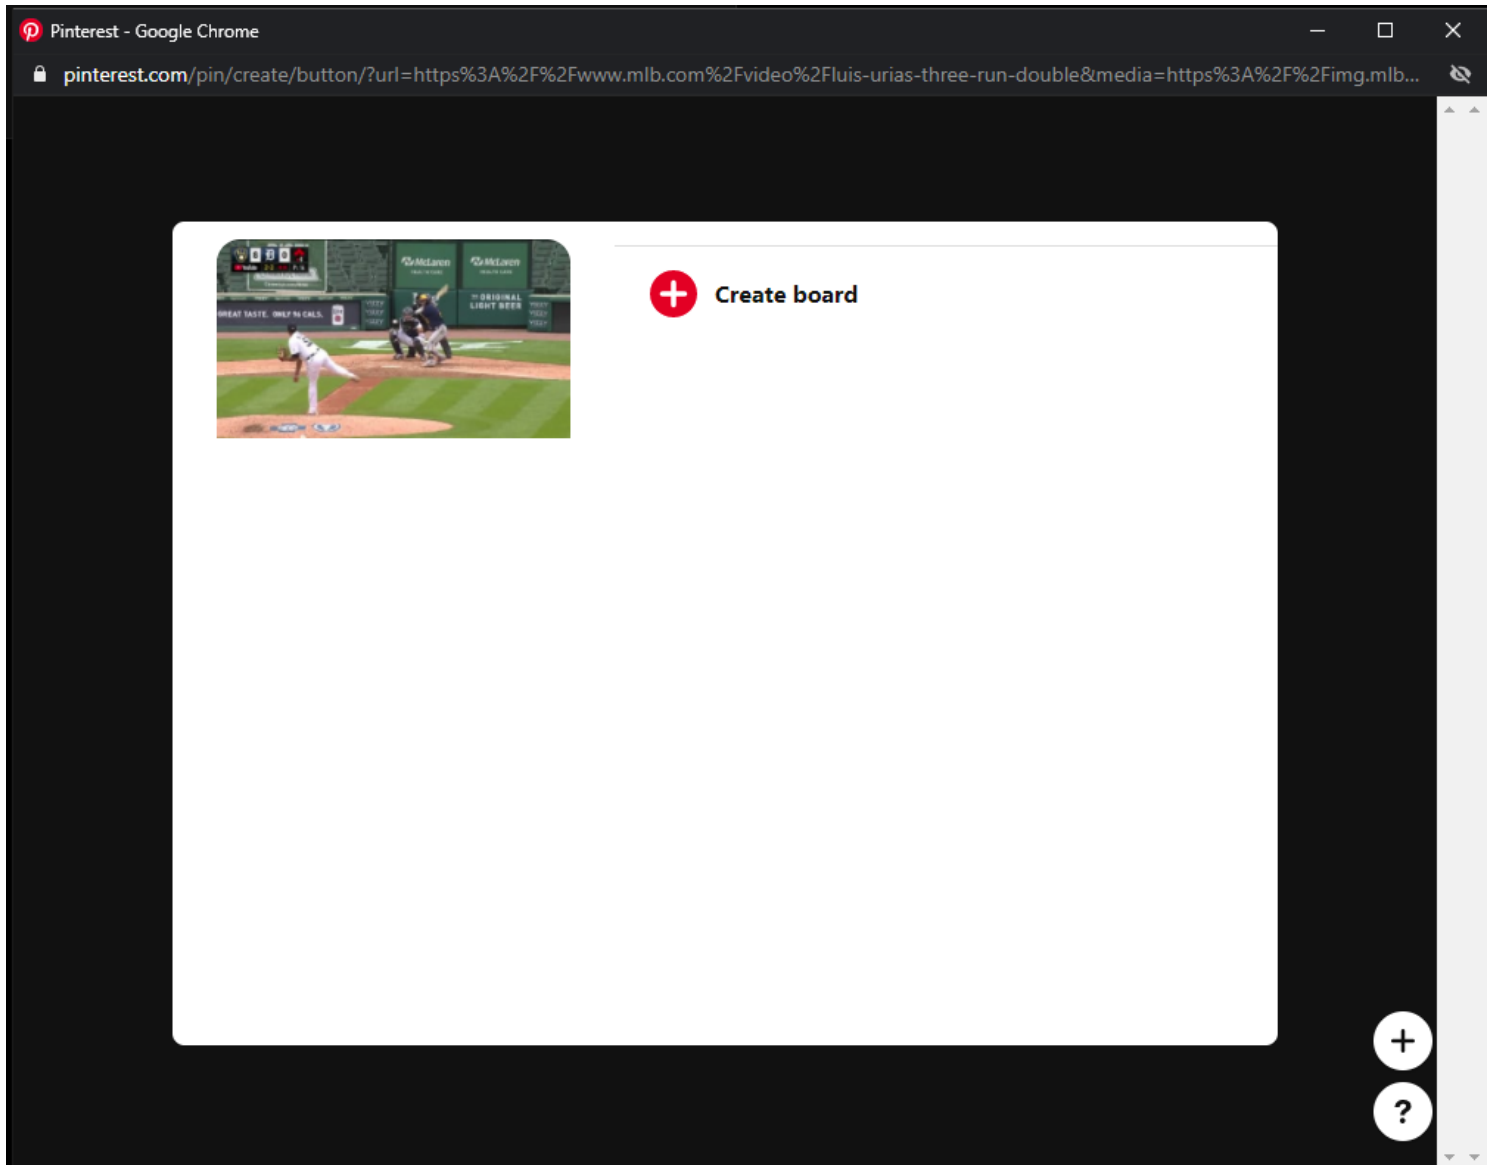 Pinterest - Google Chrome
pinterest.com/pin/create/button/?url=https%3A%2F%2Fwww.mlb.com%2Fvideo%2Fluis-urias-three-run-double&media=https%3A%2F%2Fimg.mlb...
McLaren McLaren
ORIGINAL
LIGHT BEER
GREAT TASTE. ONLY 96 CALS.
Create board
+
?